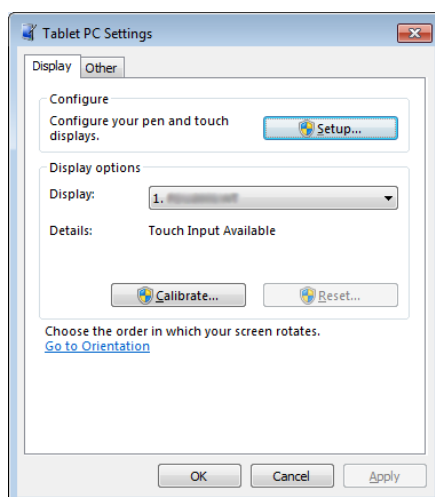 Tablet PC Settings
Display Other
Configure
Configure your pen and touch
displays.
Setup...
Display options
Display: 1.
Details: Touch Input Available
Calibrate... Reset...
Choose the order in which your screen rotates.
Go to Orientation
OK Cancel Apply